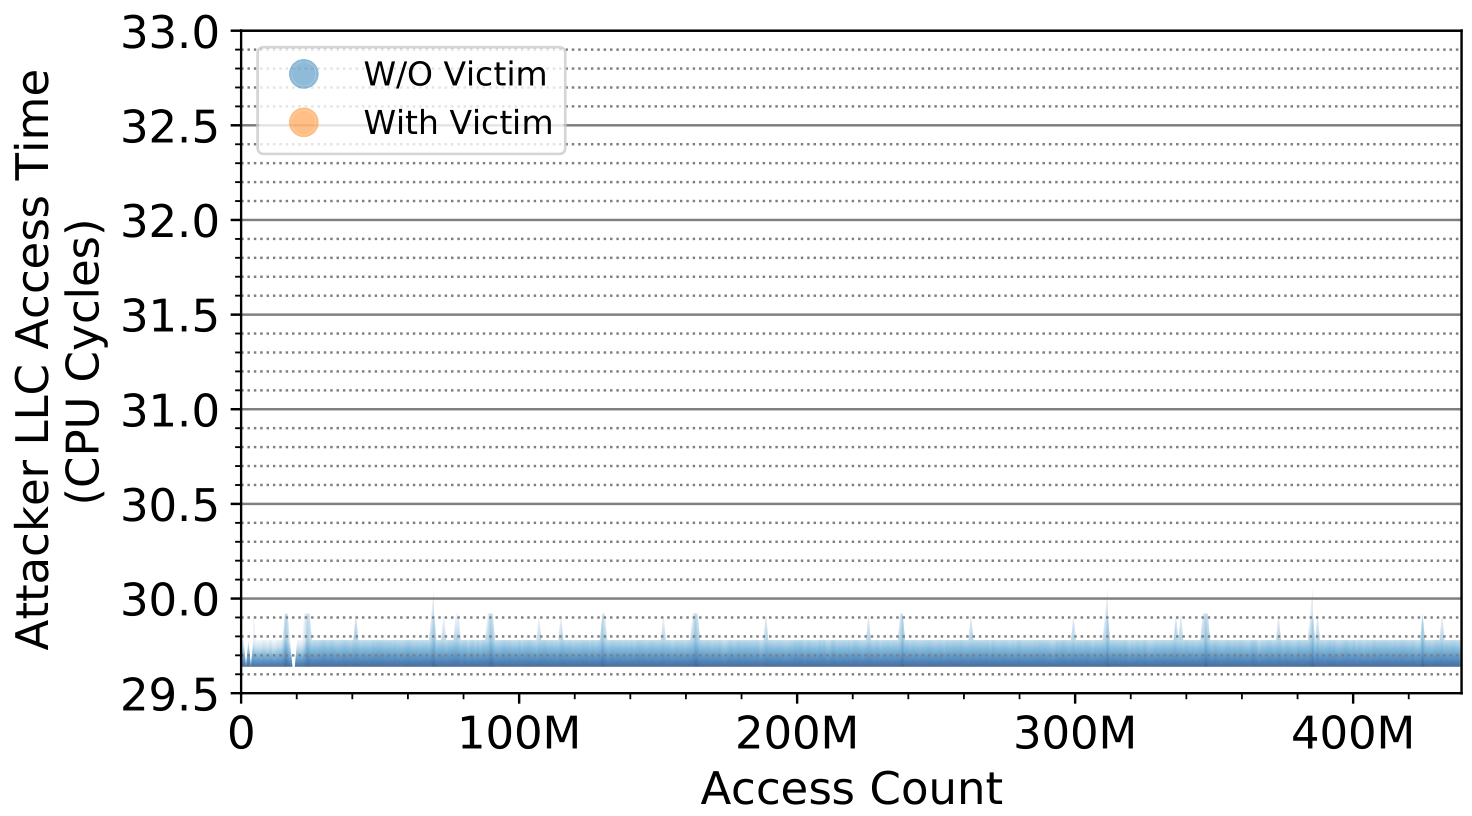 33.0
32.5
32.0
31.5
31.0
30.5
30.0
29.5
Attacker LLC Access Time
(CPU Cycles)
W/O Victim
With Victim
0
100M
200M
300M
400M
Access Count